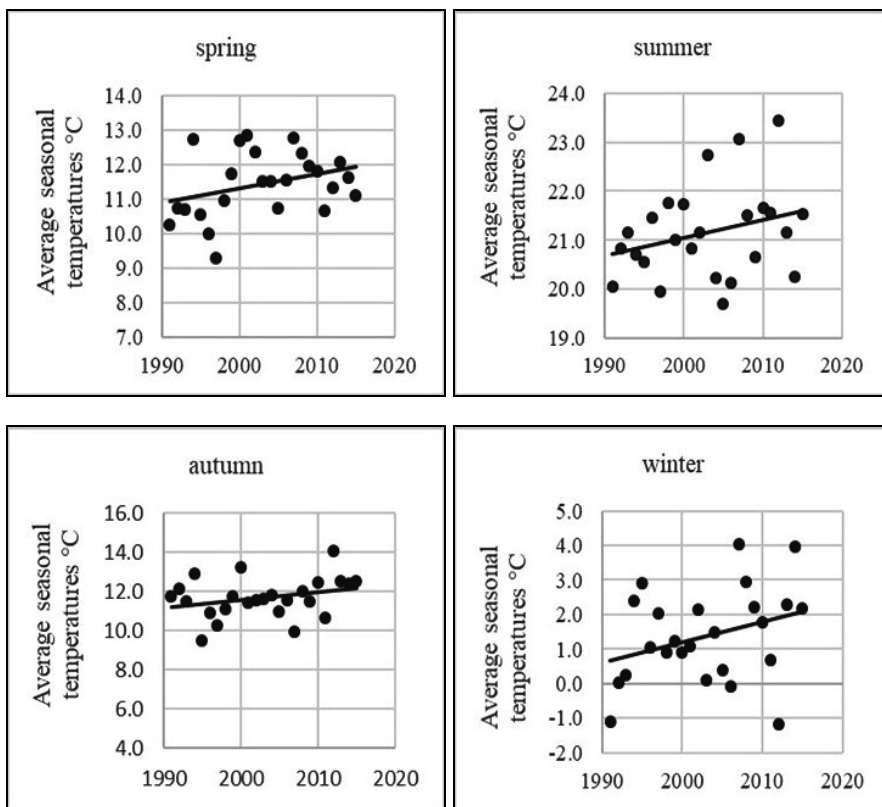 spring
Average seasonal
temperatures °C
14.0
13.0
12.0
11.0
10.0
9.0
8.0
7.0
1990 2000 2010 2020
summer
Average seasonal
temperatures °C
24.0
23.0
22.0
21.0
20.0
19.0
1990 2000 2010 2020
autumn
Average seasonal
temperatures °C
16.0
14.0
12.0
10.0
8.0
6.0
4.0
1990 2000 2010 2020
winter
Average seasonal
temperatures °C
5.0
4.0
3.0
2.0
1.0
0.0
-1.0
-2.0
1990 2000 2010 2020